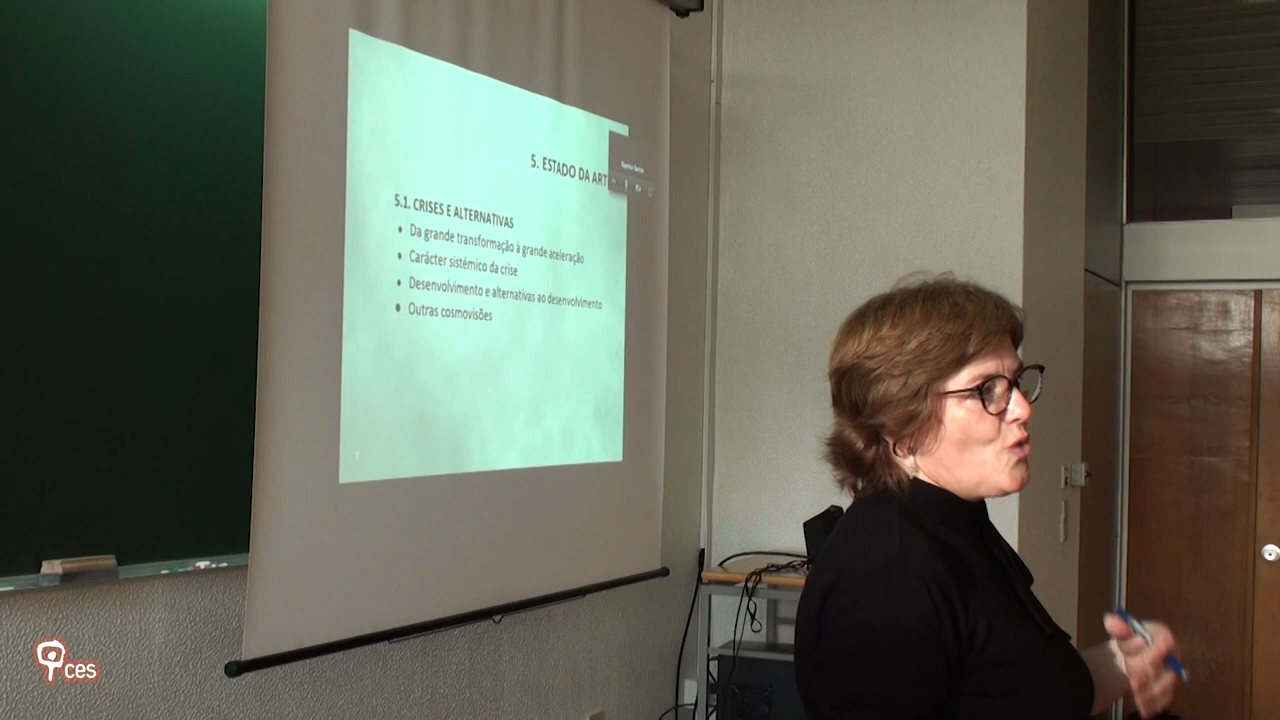 5. ESTADO DA ART
5.1. CRISES E ALTERNATIVAS
• Da grande transformação à grande aceleração
• Carácter sistémico da crise
• Desenvolvimento e alternativas ao desenvolvimento
• Outras cosmovisões
7
ces